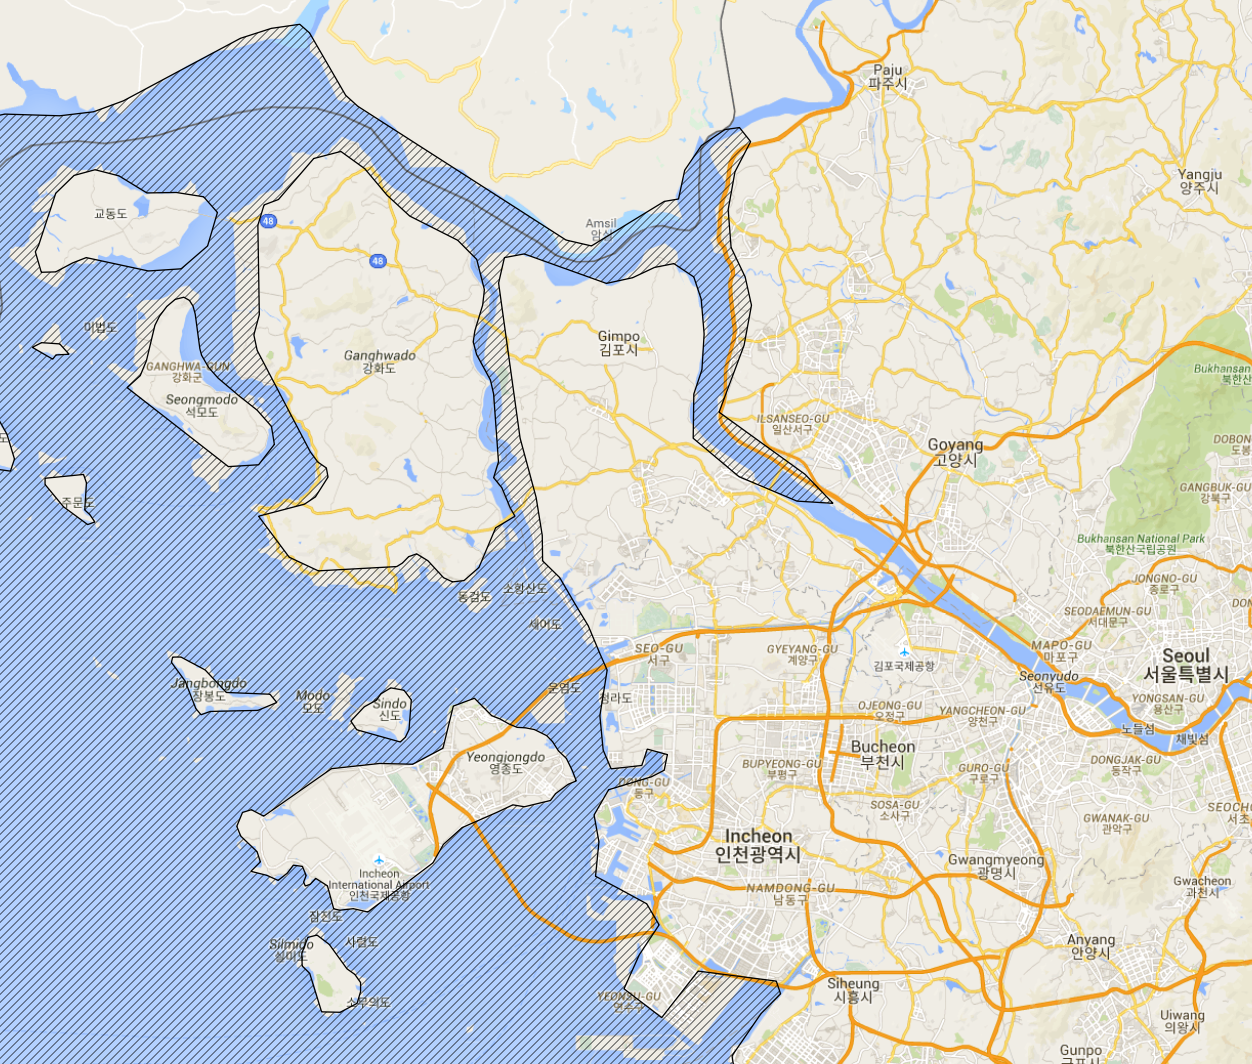 Paju
파주시
Yangju
양주시
교동도
48
Amsil
암실
48
이법도
Gimpo
김포시
Ganghwado
강화도
GANGHWA-GUN
강화군
Seongmodo
석모도
Bukhansan
북한산
ILSANSEO-GU
일산서구
Goyang
고양시
DOBON
도봉
도
GANGBUK-GU
강북구
주문도
Bukhansan National Park
북한산국립공원
JONGNO-GU
종로구
소황산도
동검도
DON
SEODAEMUN-GU
서대문구
세어도
SEO-GU
서구
GYEYANG-GU
계양구
김포국제공항
MAPO-GU
마포구
Seoul
서울특별시
Seonyudo
선유도
Jangbongdo
장봉도
Modo
모도
Sindo
신도
운염도
청라도
OJEONG-GU
오정구
YANGCHEON-GU
양천구
YONGSAN-GU
용산구
노들섬
채빛섬
Yeongjongdo
영종도
Bucheon
부천시
BUPYEONG-GU
부평구
GURO-GU
구로구
DONGJAK-GU
동작구
DONG-GU
동구
SOSA-GU
소사구
SEOCHO
서초
GWANAK-GU
관악구
Incheon
인천광역시
Gwangmyeong
광명시
Incheon
International Airport
인천국제공항
NAMDONG-GU
남동구
Gwacheon
과천시
잠진도
Silmido
실미도
사렴도
Anyang
안양시
Siheung
시흥시
YEONSU-GU
연수구
소무의도
Uiwang
의왕시
Gunpo
군포시